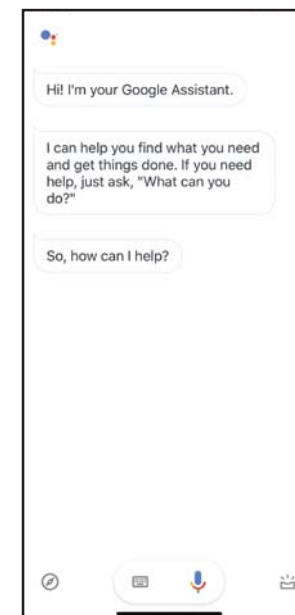 Hi! I'm your Google Assistant.
I can help you find what you need
and get things done. If you need
help, just ask, "What can you
do?"
So, how can I help?